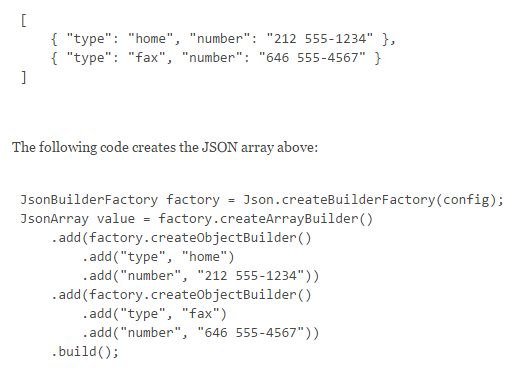 [
    { "type": "home", "number": "212 555-1234" },
    { "type": "fax", "number": "646 555-4567" }
]
The following code creates the JSON array above:
JsonBuilderFactory factory = Json.createBuilderFactory(config);
JsonArray value = factory.createArrayBuilder()
    .add(factory.createObjectBuilder()
        .add("type", "home")
        .add("number", "212 555-1234"))
    .add(factory.createObjectBuilder()
        .add("type", "fax")
        .add("number", "646 555-4567"))
    .build();